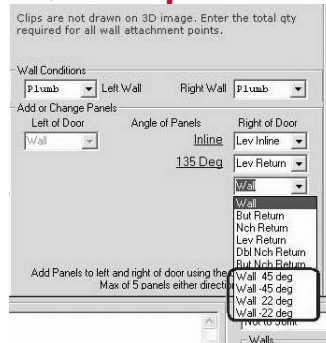 Clips are not drawn on 3D image. Enter the total qty
required for all wall attachment points.
Wall Conditions
Plumb Left Wall Right Wall Plumb
Add or Change Panels
Left of Door Angle of Panels Right of Door
Wall Inline Lev Inline
135 Deg Lev Return
Wall
Wall
But Return
Nch Return
Lev Return
Dbl Nch Return
But Nch Return
Wall 45 deg
Wall -45 deg
Wall 22 deg
Wall -22 deg
Add Panels to left and right of door using the
Max of 5 panels either directio
Walls